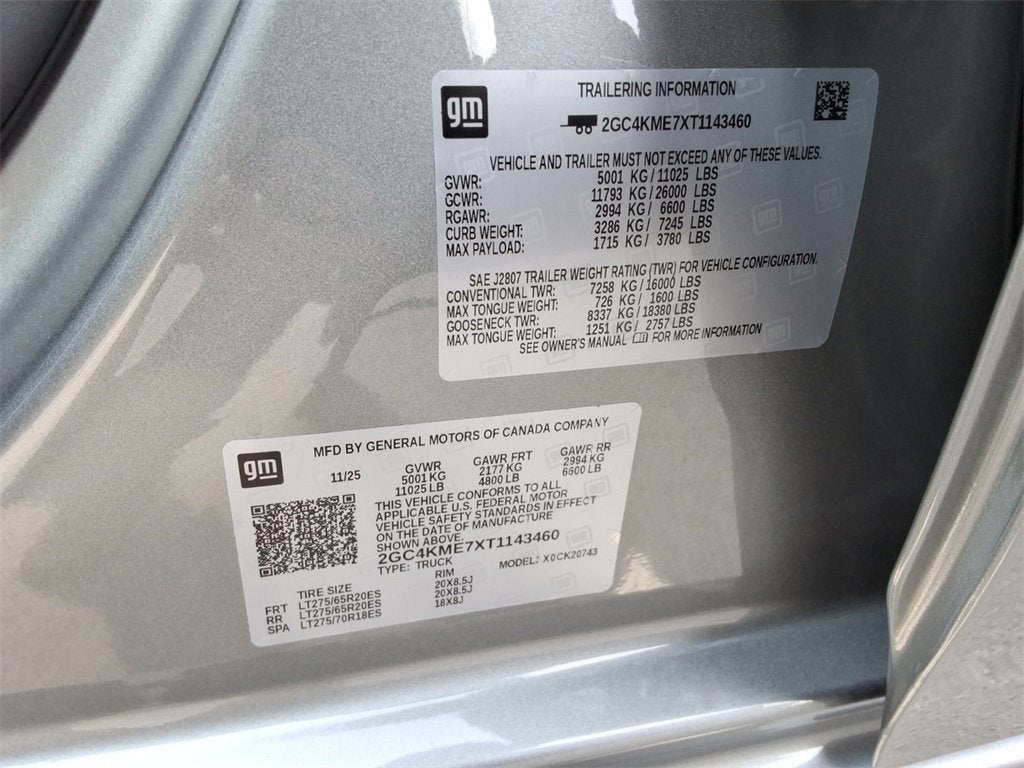 gm
TRAILERING INFORMATION
2GC4KME7XT1143460
VEHICLE AND TRAILER MUST NOT EXCEED ANY OF THESE VALUES.
GVWR: 5001 KG / 11025 LBS
GCWR: 11793 KG / 26000 LBS
RGAWR: 2994 KG / 6600 LBS
CURB WEIGHT: 3286 KG / 7245 LBS
MAX PAYLOAD: 1715 KG / 3780 LBS
SAE J2807 TRAILER WEIGHT RATING (TWR) FOR VEHICLE CONFIGURATION.
CONVENTIONAL TWR: 7258 KG / 16000 LBS
MAX TONGUE WEIGHT: 726 KG / 1600 LBS
GOOSENECK TWR: 8337 KG / 18380 LBS
MAX TONGUE WEIGHT: 1251 KG / 2757 LBS
SEE OWNER'S MANUAL FOR MORE INFORMATION
gm
MFD BY GENERAL MOTORS OF CANADA COMPANY
11/25 GVWR GAWR FRT GAWR RR
5001 KG 2177 KG 2994 KG
11025 LB 4800 LB 6600 LB
THIS VEHICLE CONFORMS TO ALL
APPLICABLE U.S. FEDERAL MOTOR
VEHICLE SAFETY STANDARDS IN EFFECT
ON THE DATE OF MANUFACTURE
SHOWN ABOVE.
2GC4KME7XT1143460
TYPE: TRUCK MODEL: X0CK20743
TIRE SIZE RIM
FRT LT275/65R20ES 20X8.5J
RR LT275/65R20ES 20X8.5J
SPA LT275/70R18ES 18X8J